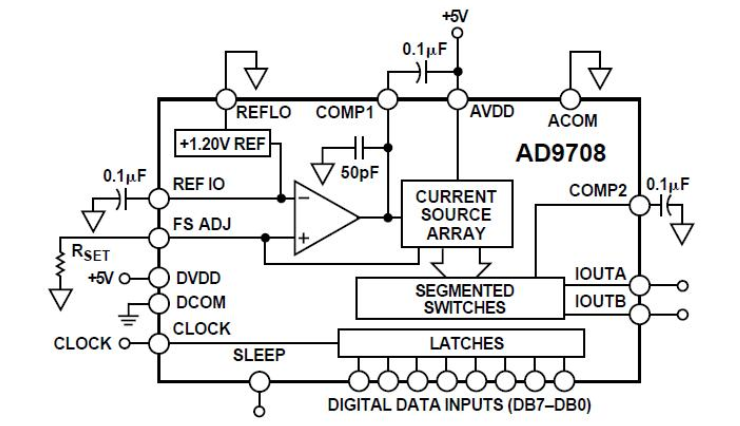 +5V
0.1μF
REFLO
COMP1
AVDD
ACOM
+1.20V REF
AD9708
50pF
0.1μF
REF IO
−
CURRENT
SOURCE
ARRAY
COMP2
0.1μF
FS ADJ
+
RSET
+5V
DVDD
IOUTA
DCOM
SEGMENTED
SWITCHES
IOUTB
CLOCK
CLOCK
LATCHES
SLEEP
DIGITAL DATA INPUTS (DB7–DB0)